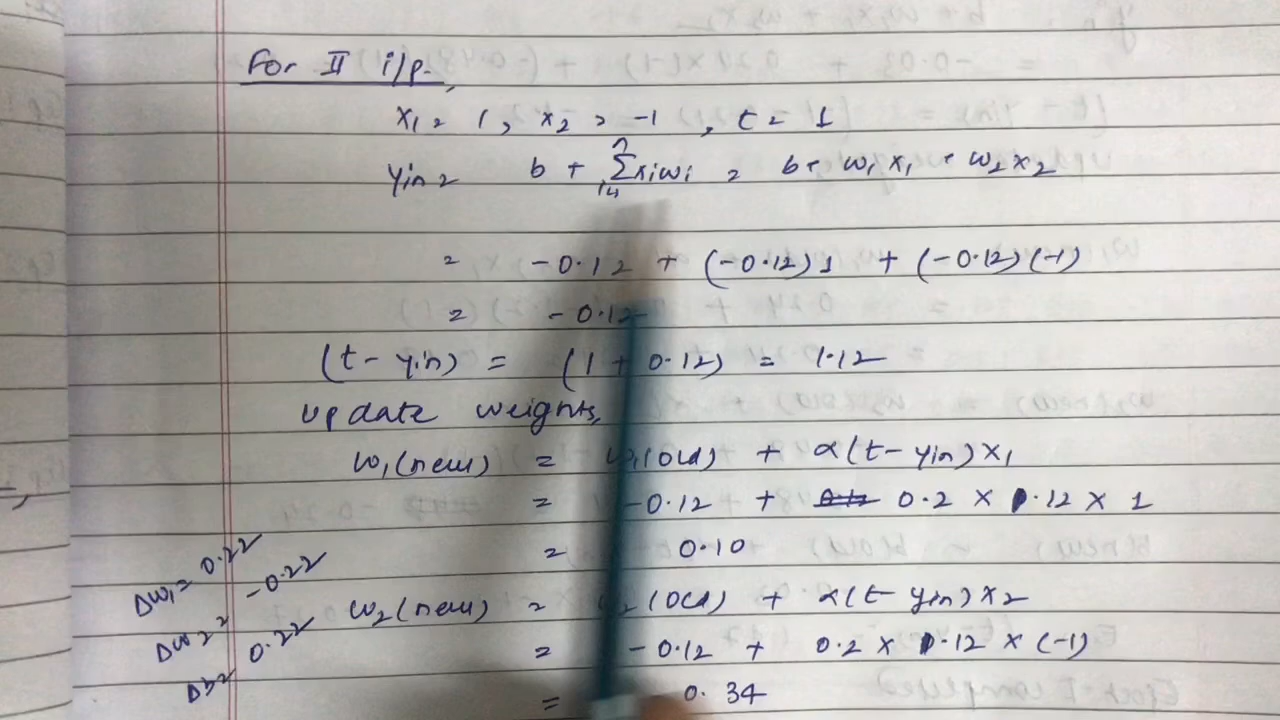 For II i/p.
x1 = 1, x2 = -1, t = 1
yin = b + Σxiwi = b + w1x1 + w2x2
= -0.12 + (-0.12)1 + (-0.12)(-1)
= -0.12
(t - yin) = (1 + 0.12) = 1.12
update weights,
w1(new) = w1(old) + α(t - yin)x1
= -0.12 + 0.2 × 1.12 × 1
= 0.10
Δw1 = 0.22
w2(new) = w2(old) + α(t - yin)x2
Δw2 = -0.22
= -0.12 + 0.2 × 1.12 × (-1)
Δb = 0.22
= 0.34